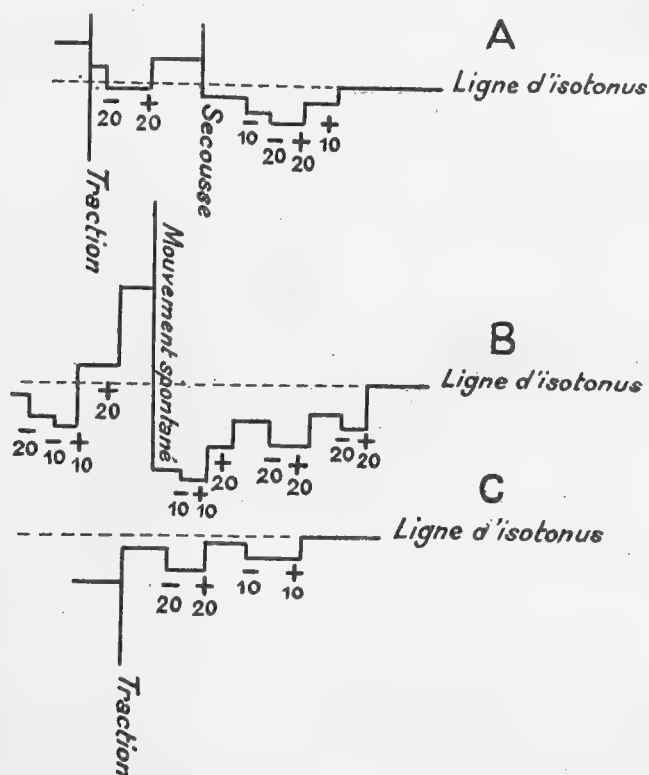 A
Ligne d'isotonus
− + 
20 20
− − + +
10 20 20 10
Traction
Secousse
Mouvement spontané
B
Ligne d'isotonus
+
20
− − +
20 10 10
− + + − + − +
10 10 20 20 20 20 20
C
Ligne d'isotonus
− + − +
20 20 10 10
Traction